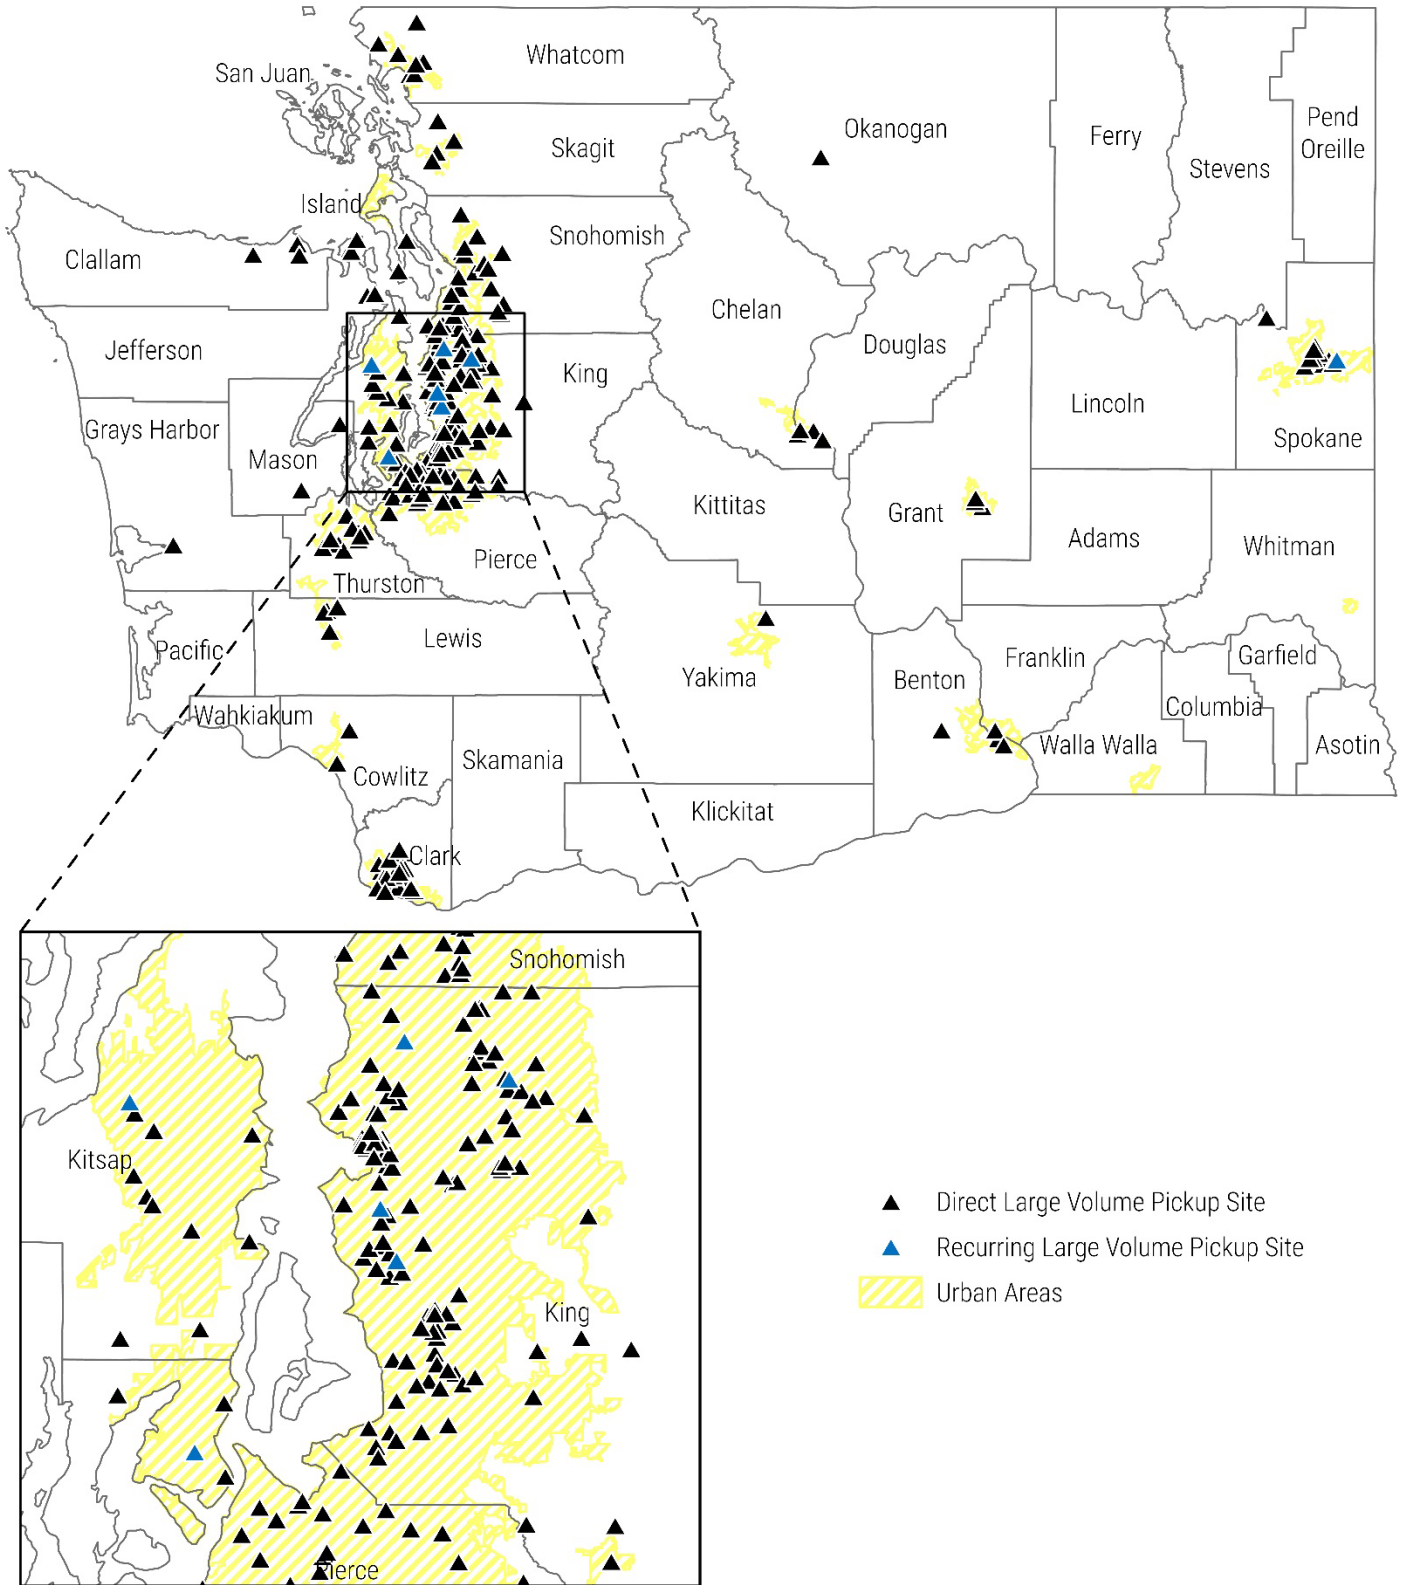 Whatcom
San Juan
Okanogan
Pend
Oreille
Ferry
Skagit
Stevens
Island
Snohomish
Clallam
Chelan
Douglas
Jefferson
King
Lincoln
Grays Harbor
Spokane
Mason
Kittitas
Grant
Adams
Whitman
Pierce
Thurston
Lewis
Pacific
Yakima
Franklin
Garfield
Benton
Columbia
Wahkiakum
Walla Walla
Asotin
Skamania
Cowlitz
Klickitat
Clark
Snohomish
Kitsap
King
Pierce
Direct Large Volume Pickup Site
Recurring Large Volume Pickup Site
Urban Areas